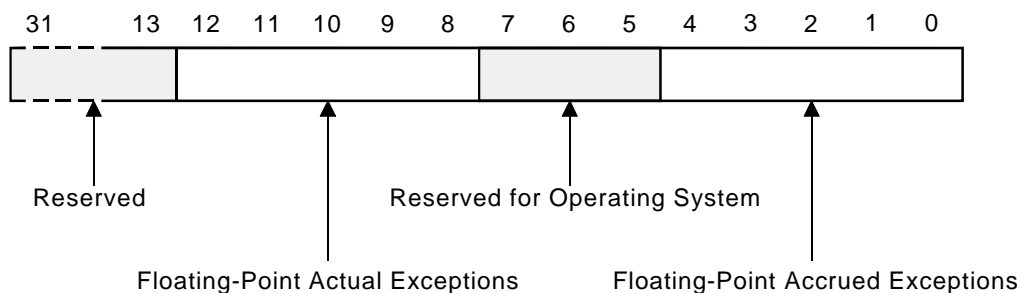 31 13 12 11 10 9 8 7 6 5 4 3 2 1 0
Reserved Reserved for Operating System
Floating-Point Actual Exceptions Floating-Point Accrued Exceptions